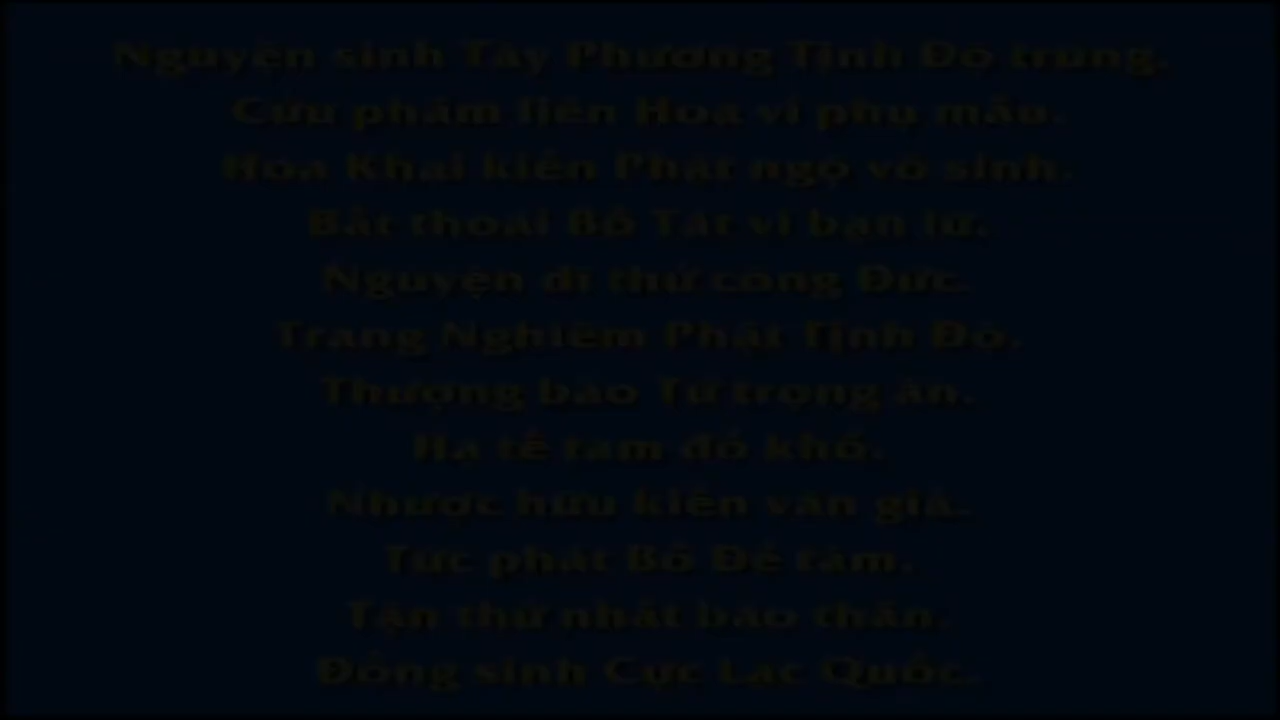 Nguyện sinh Tây Phương Tịnh Độ trung.
Cửu phẩm liên Hoa vi phụ mẫu.
Hoa Khai kiến Phật ngộ vô sinh.
Bất thoái Bồ Tát vi bạn lữ.
Nguyện dĩ thử công Đức.
Trang Nghiêm Phật Tịnh Độ.
Thượng báo Tứ trọng ân.
Hạ tế tam đồ khổ.
Nhược hữu kiến văn giả.
Tức phát Bồ Đề tâm.
Tận thử nhất báo thân.
Đồng sinh Cực Lạc Quốc.